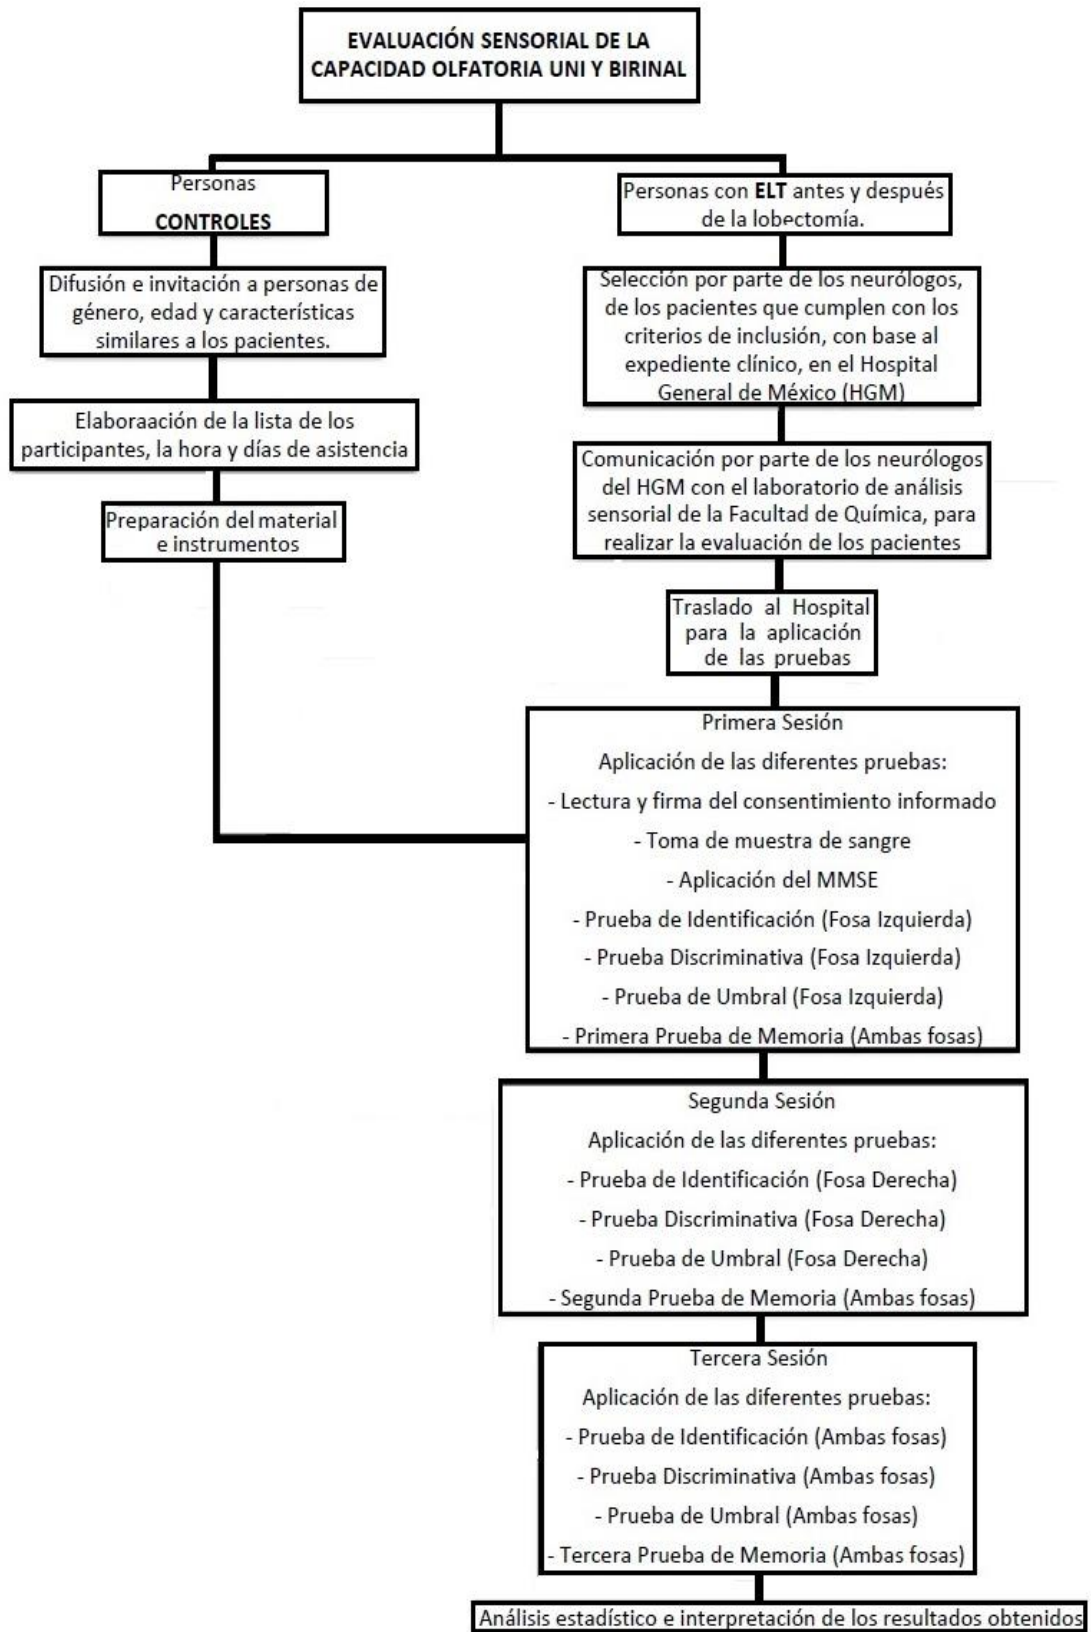 EVALUACIÓN SENSORIAL DE LA
CAPACIDAD OLFATORIA UNI Y BIRINAL
Personas
CONTROLES
Difusión e invitación a personas de
género, edad y características
similares a los pacientes.
Elaboraación de la lista de los
participantes, la hora y días de asistencia
Preparación del material
e instrumentos
Personas con ELT antes y después
de la lobectomía.
Selección por parte de los neurólogos,
de los pacientes que cumplen con los
criterios de inclusión, con base al
expediente clínico, en el Hospital
General de México (HGM)
Comunicación por parte de los neurólogos
del HGM con el laboratorio de análisis
sensorial de la Facultad de Química, para
realizar la evaluación de los pacientes
Traslado al Hospital
para la aplicación
de las pruebas
Primera Sesión
Aplicación de las diferentes pruebas:
- Lectura y firma del consentimiento informado
- Toma de muestra de sangre
- Aplicación del MMSE
- Prueba de Identificación (Fosa Izquierda)
- Prueba Discriminativa (Fosa Izquierda)
- Prueba de Umbral (Fosa Izquierda)
- Primera Prueba de Memoria (Ambas fosas)
Segunda Sesión
Aplicación de las diferentes pruebas:
- Prueba de Identificación (Fosa Derecha)
- Prueba Discriminativa (Fosa Derecha)
- Prueba de Umbral (Fosa Derecha)
- Segunda Prueba de Memoria (Ambas fosas)
Tercera Sesión
Aplicación de las diferentes pruebas:
- Prueba de Identificación (Ambas fosas)
- Prueba Discriminativa (Ambas fosas)
- Prueba de Umbral (Ambas fosas)
- Tercera Prueba de Memoria (Ambas fosas)
Análisis estadístico e interpretación de los resultados obtenidos